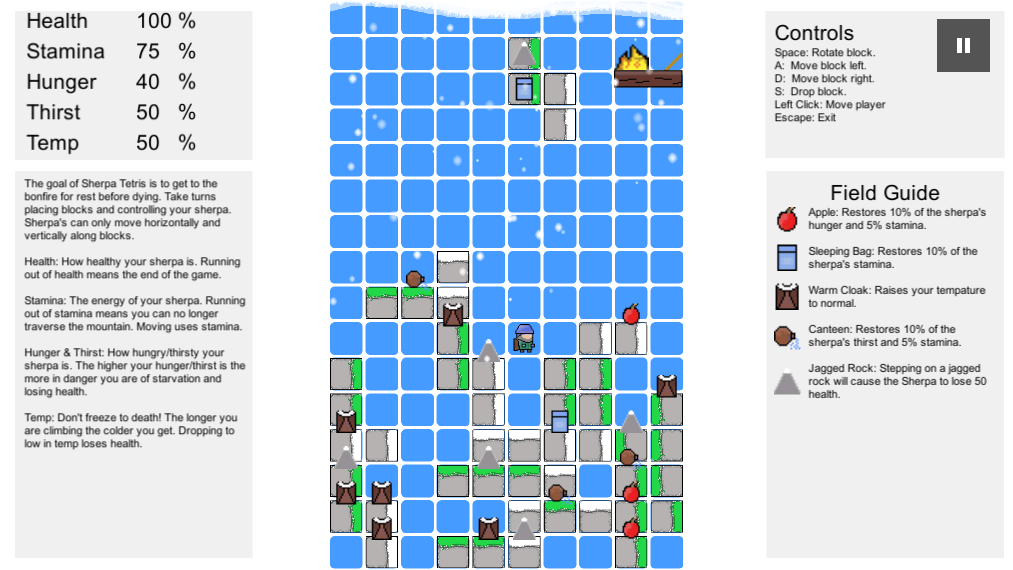 Health 100 %
Stamina 75 %
Hunger 40 %
Thirst 50 %
Temp 50 %
The goal of Sherpa Tetris is to get to the
bonfire for rest before dying. Take turns
placing blocks and controlling your sherpa.
Sherpa's can only move horizontally and
vertically along blocks.
Health: How healthy your sherpa is. Running
out of health means the end of the game.
Stamina: The energy of your sherpa. Running
out of stamina means you can no longer
traverse the mountain. Moving uses stamina.
Hunger & Thirst: How hungry/thirsty your
sherpa is. The higher your hunger/thirst is the
more in danger you are of starvation and
losing health.
Temp: Don't freeze to death! The longer you
are climbing the colder you get. Dropping to
low in temp loses health.
Controls
Space: Rotate block.
A: Move block left.
D: Move block right.
S: Drop block.
Left Click: Move player
Escape: Exit
Field Guide
Apple: Restores 10% of the sherpa's
hunger and 5% stamina.
Sleeping Bag: Restores 10% of the
sherpa's stamina.
Warm Cloak: Raises your tempature
to normal.
Canteen: Restores 10% of the
sherpa's thirst and 5% stamina.
Jagged Rock: Stepping on a jagged
rock will cause the Sherpa to lose 50
health.